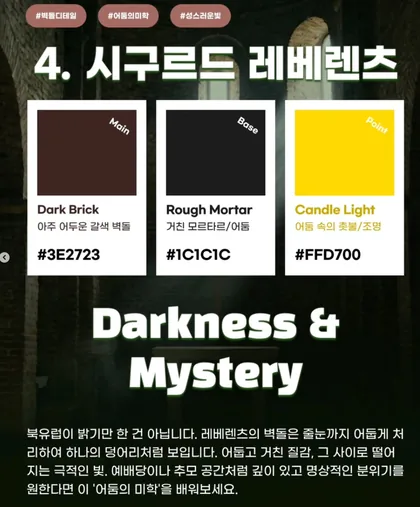 #벽돌디테일 #어둠의미학 #성스러운빛
4. 시구르드 레베렌츠
Main Base Point
Dark Brick Rough Mortar Candle Light
아주 어두운 갈색 벽돌 거친 모르타르/어둠 어둠 속의 촛불/조명
#3E2723 #1C1C1C #FFD700
Darkness &
Mystery
북유럽이 밝기만 한 건 아닙니다. 레베렌츠의 벽돌은 줄눈까지 어둡게 처
리하여 하나의 덩어리처럼 보입니다. 어둡고 거친 질감, 그 사이로 떨어
지는 극적인 빛. 예배당이나 추모 공간처럼 깊이 있고 명상적인 분위기를
원한다면 이 '어둠의 미학'을 배워보세요.